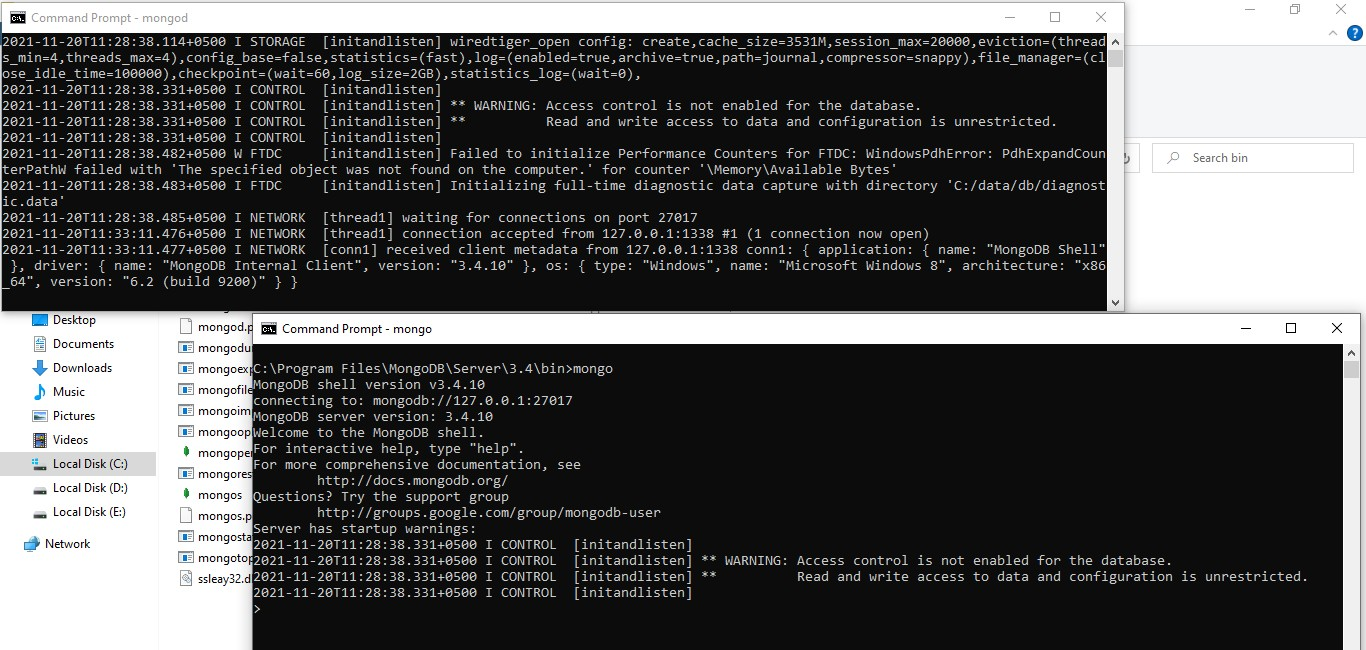 Command Prompt - mongod
2021-11-20T11:28:38.114+0500 I STORAGE  [initandlisten] wiredtiger_open config: create,cache_size=3531M,session_max=20000,eviction=(thread
s_min=4,threads_max=4),config_base=false,statistics=(fast),log=(enabled=true,archive=true,path=journal,compressor=snappy),file_manager=(cl
ose_idle_time=100000),checkpoint=(wait=60,log_size=2GB),statistics_log=(wait=0),
2021-11-20T11:28:38.331+0500 I CONTROL  [initandlisten]
2021-11-20T11:28:38.331+0500 I CONTROL  [initandlisten] ** WARNING: Access control is not enabled for the database.
2021-11-20T11:28:38.331+0500 I CONTROL  [initandlisten] **          Read and write access to data and configuration is unrestricted.
2021-11-20T11:28:38.331+0500 I CONTROL  [initandlisten]
2021-11-20T11:28:38.482+0500 W FTDC     [initandlisten] Failed to initialize Performance Counters for FTDC: WindowsPdhError: PdhExpandCoun
terPathW failed with 'The specified object was not found on the computer.' for counter '\Memory\Available Bytes'
2021-11-20T11:28:38.483+0500 I FTDC     [initandlisten] Initializing full-time diagnostic data capture with directory 'C:/data/db/diagnost
ic.data'
2021-11-20T11:28:38.485+0500 I NETWORK  [thread1] waiting for connections on port 27017
2021-11-20T11:33:11.476+0500 I NETWORK  [thread1] connection accepted from 127.0.0.1:1338 #1 (1 connection now open)
2021-11-20T11:33:11.477+0500 I NETWORK  [conn1] received client metadata from 127.0.0.1:1338 conn1: { application: { name: "MongoDB Shell"
 }, driver: { name: "MongoDB Internal Client", version: "3.4.10" }, os: { type: "Windows", name: "Microsoft Windows 8", architecture: "x86
_64", version: "6.2 (build 9200)" } }
?
Search bin
Desktop
Documents
Downloads
Music
Pictures
Videos
Local Disk (C:)
Local Disk (D:)
Local Disk (E:)
Network
mongod.p
mongodu
mongoexp
mongofile
mongoim
mongoop
mongoper
mongores
mongos
mongos.p
mongosta
mongotop
ssleay32.d
Command Prompt - mongo
C:\Program Files\MongoDB\Server\3.4\bin>mongo
MongoDB shell version v3.4.10
connecting to: mongodb://127.0.0.1:27017
MongoDB server version: 3.4.10
Welcome to the MongoDB shell.
For interactive help, type "help".
For more comprehensive documentation, see
        http://docs.mongodb.org/
Questions? Try the support group
        http://groups.google.com/group/mongodb-user
Server has startup warnings:
2021-11-20T11:28:38.331+0500 I CONTROL  [initandlisten]
2021-11-20T11:28:38.331+0500 I CONTROL  [initandlisten] ** WARNING: Access control is not enabled for the database.
2021-11-20T11:28:38.331+0500 I CONTROL  [initandlisten] **          Read and write access to data and configuration is unrestricted.
2021-11-20T11:28:38.331+0500 I CONTROL  [initandlisten]
>